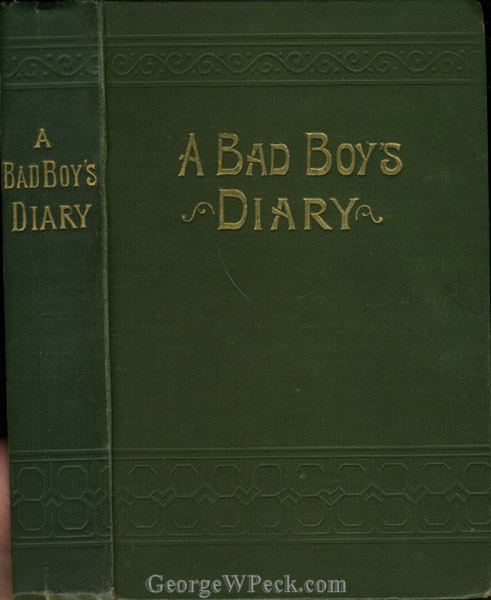 A
BAD BOY'S
DIARY
A BAD BOY'S
DIARY
GeorgeWPeck.com